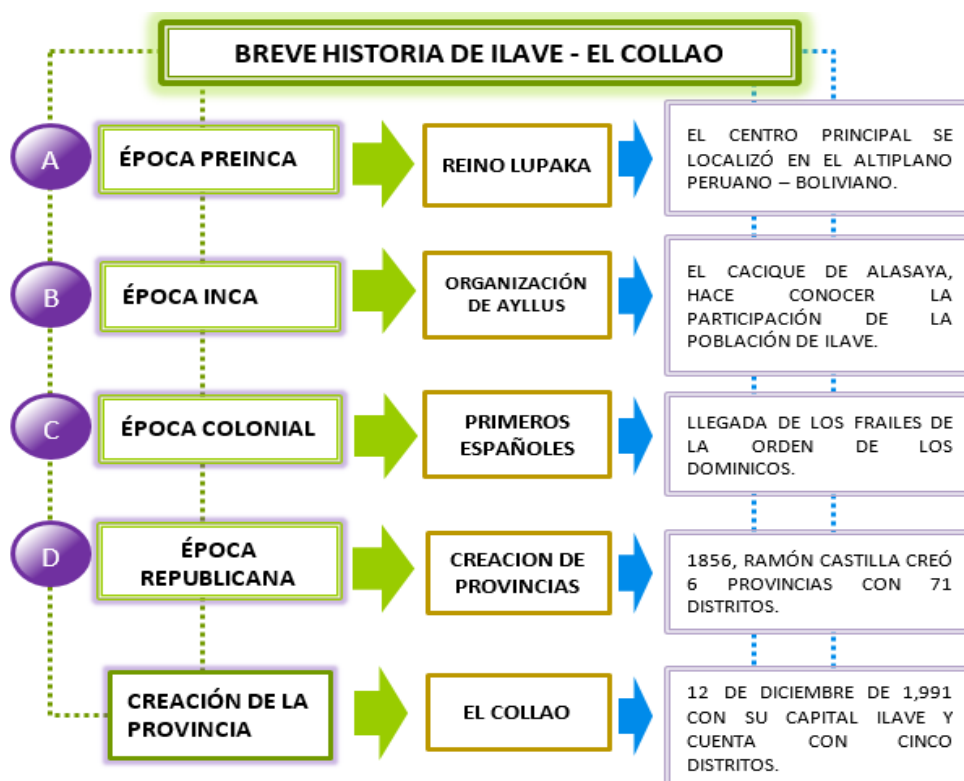 BREVE HISTORIA DE ILAVE - EL COLLAO
A
ÉPOCA PREINCA
REINO LUPAKA
EL CENTRO PRINCIPAL SE
LOCALIZÓ EN EL ALTIPLANO
PERUANO – BOLIVIANO.
B
ÉPOCA INCA
ORGANIZACIÓN
DE AYLLUS
EL CACIQUE DE ALASAYA,
HACE CONOCER LA
PARTICIPACIÓN DE LA
POBLACIÓN DE ILAVE.
C
ÉPOCA COLONIAL
PRIMEROS
ESPAÑOLES
LLEGADA DE LOS FRAILES DE
LA ORDEN DE LOS
DOMINICOS.
D
ÉPOCA
REPUBLICANA
CREACION DE
PROVINCIAS
1856, RAMÓN CASTILLA CREÓ
6 PROVINCIAS CON 71
DISTRITOS.
CREACIÓN DE LA
PROVINCIA
EL COLLAO
12 DE DICIEMBRE DE 1,991
CON SU CAPITAL ILAVE Y
CUENTA CON CINCO
DISTRITOS.